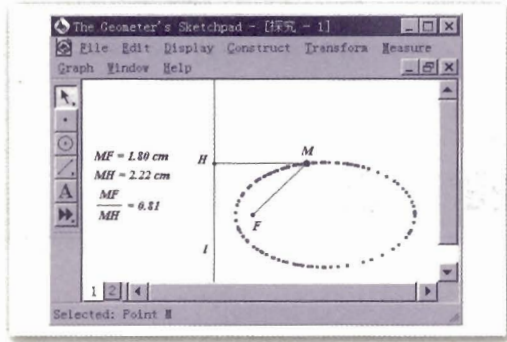 The Geometer's Sketchpad - [探究 - 1]
File Edit Display Construct Transform Measure
Graph Window Help
MF = 1.80 cm
MH = 2.22 cm
MF
MH
= 0.81
H
M
F
l
A
1 2
Selected: Point M